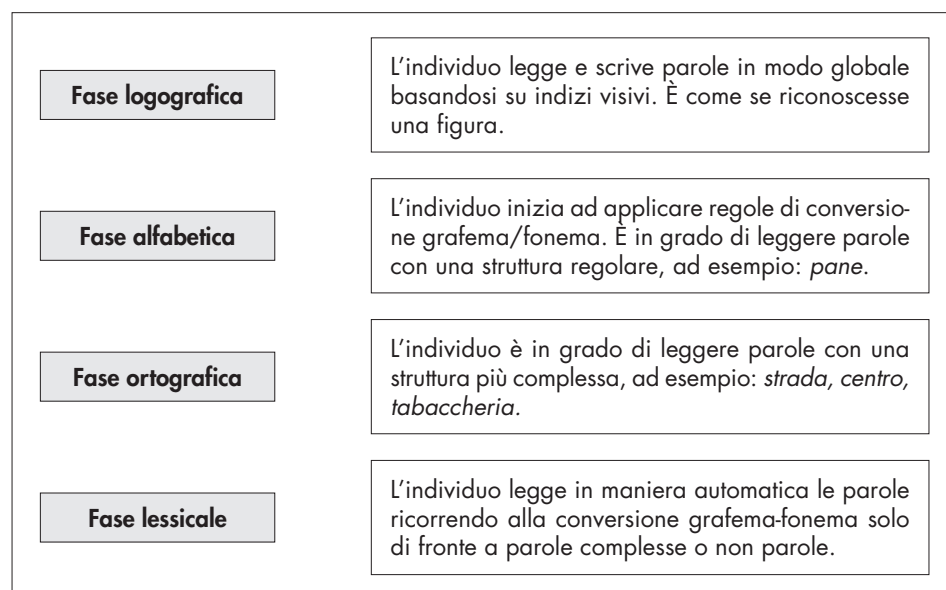 Fase logografica
L'individuo legge e scrive parole in modo globale
basandosi su indizi visivi. È come se riconoscesse
una figura.
Fase alfabetica
L'individuo inizia ad applicare regole di conversio-
ne grafema/fonema. È in grado di leggere parole
con una struttura regolare, ad esempio: pane.
Fase ortografica
L'individuo è in grado di leggere parole con una
struttura più complessa, ad esempio: strada, centro,
tabaccheria.
Fase lessicale
L'individuo legge in maniera automatica le parole
ricorrendo alla conversione grafema-fonema solo
di fronte a parole complesse o non parole.